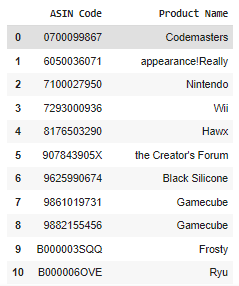 ASIN Code Product Name
0 0700099867 Codemasters
1 6050036071 appearance!Really
2 7100027950 Nintendo
3 7293000936 Wii
4 8176503290 Hawx
5 907843905X the Creator's Forum
6 9625990674 Black Silicone
7 9861019731 Gamecube
8 9882155456 Gamecube
9 B000003SQQ Frosty
10 B000006OVE Ryu